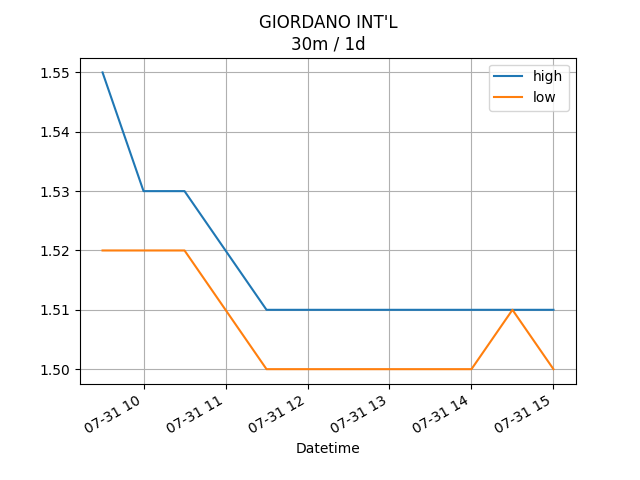 GIORDANO INT'L
30m / 1d
high
low
1.55
1.54
1.53
1.52
1.51
1.50
07-31 10
07-31 11
07-31 12
07-31 13
07-31 14
07-31 15
Datetime